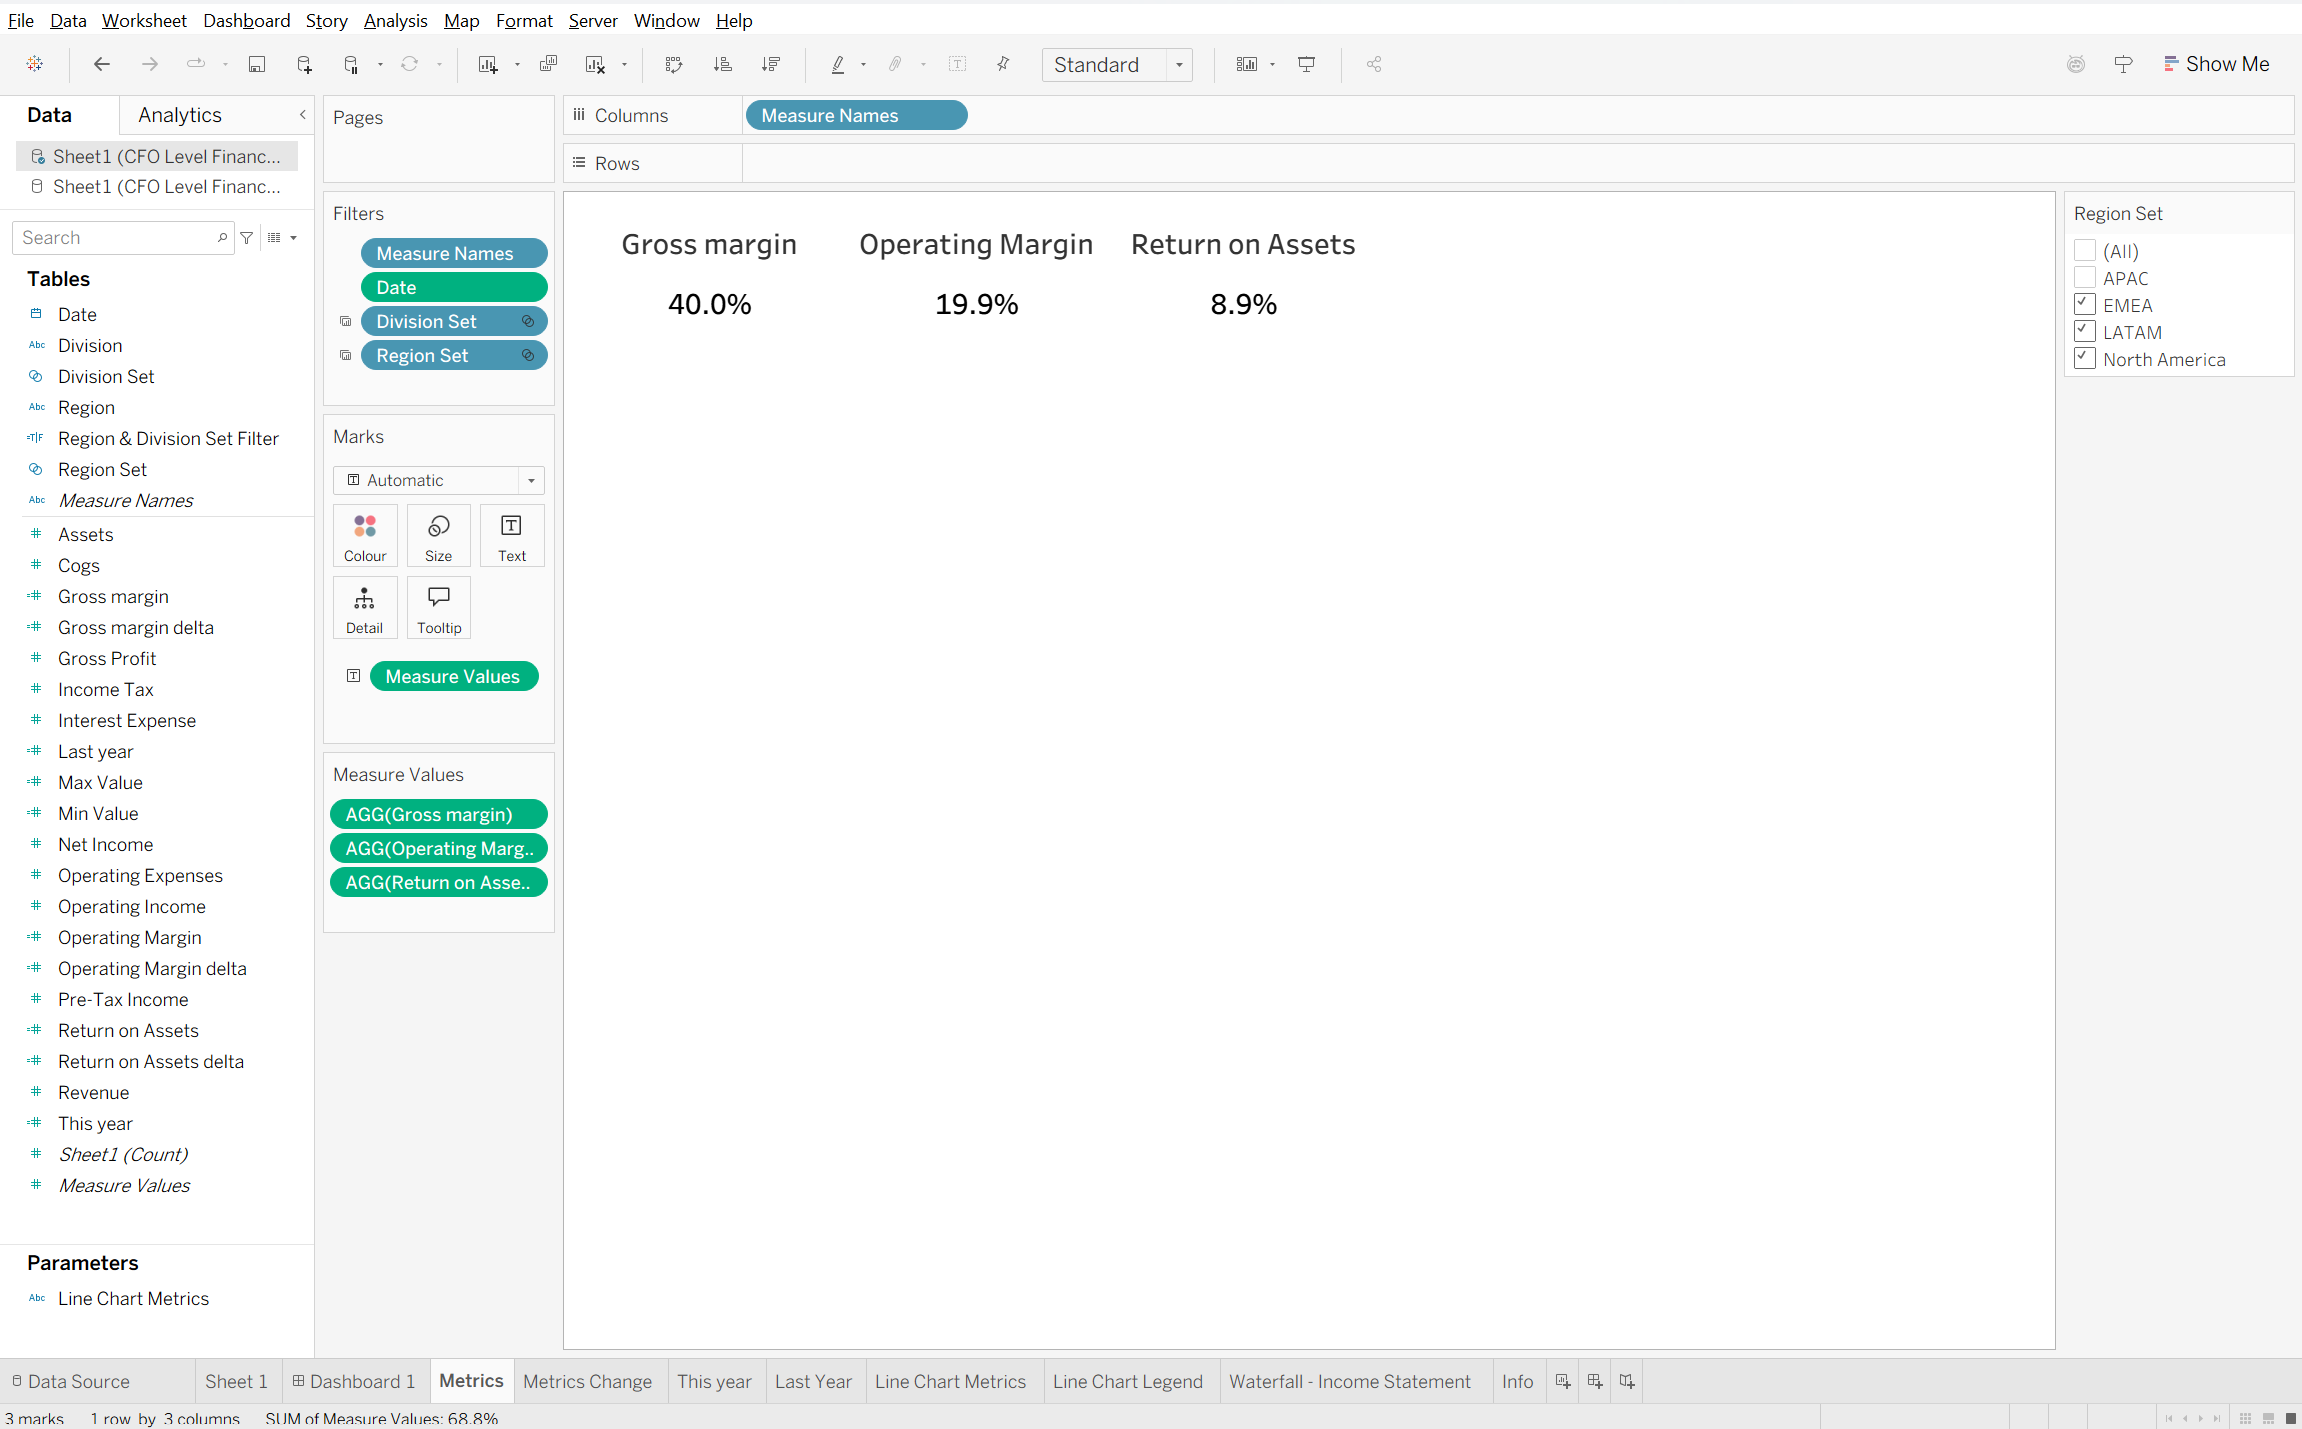 File Data Worksheet Dashboard Story Analysis Map Format Server Window Help
Standard
Show Me
Data Analytics
Sheet1 (CFO Level Financ...
Sheet1 (CFO Level Financ...
Search
Tables
Date
Abc Division
Division Set
Abc Region
=T|F Region & Division Set Filter
Region Set
Abc Measure Names
# Assets
# Cogs
=# Gross margin
=# Gross margin delta
# Gross Profit
# Income Tax
# Interest Expense
=# Last year
=# Max Value
=# Min Value
# Net Income
# Operating Expenses
# Operating Income
=# Operating Margin
=# Operating Margin delta
# Pre-Tax Income
=# Return on Assets
=# Return on Assets delta
# Revenue
=# This year
# Sheet1 (Count)
# Measure Values
Parameters
Abc Line Chart Metrics
Pages
Filters
Measure Names
Date
Division Set
Region Set
Marks
T Automatic
Colour Size Text
Detail Tooltip
T Measure Values
Measure Values
AGG(Gross margin)
AGG(Operating Marg..
AGG(Return on Asse..
Columns Measure Names
Rows
Gross margin Operating Margin Return on Assets
40.0% 19.9% 8.9%
Region Set
(All)
APAC
EMEA
LATAM
North America
Data Source Sheet 1 Dashboard 1 Metrics Metrics Change This year Last Year Line Chart Metrics Line Chart Legend Waterfall - Income Statement Info
3 marks 1 row by 3 columns SUM of Measure Values: 68.8%